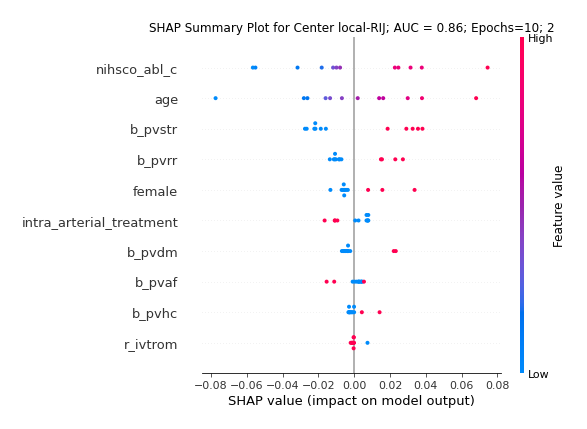 SHAP Summary Plot for Center local-RIJ; AUC = 0.86; Epochs=10; 2
High
nihsco_abl_c
age
b_pvstr
b_pvrr
female
intra_arterial_treatment
b_pvdm
b_pvaf
b_pvhc
r_ivtrom
Feature value
Low
−0.08 −0.06 −0.04 −0.02 0.00 0.02 0.04 0.06 0.08
SHAP value (impact on model output)